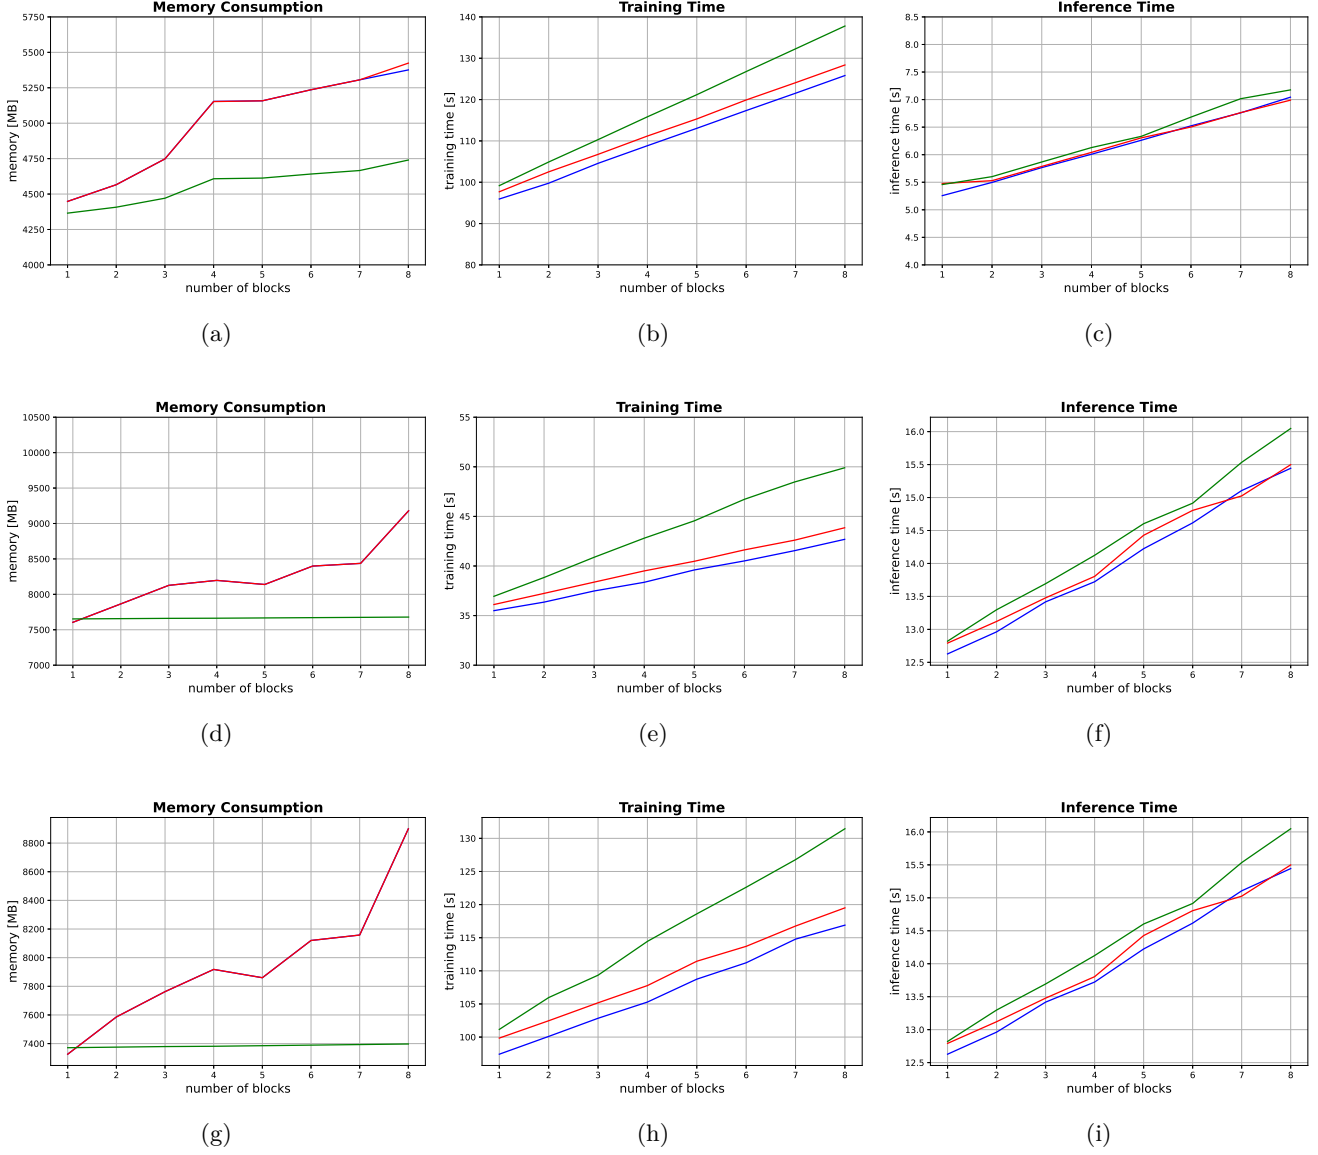 Memory Consumption
5750
5500
5250
5000
4750
4500
4250
4000
memory [MB]
1 2 3 4 5 6 7 8
number of blocks
(a)
Training Time
140
130
120
110
100
90
80
training time [s]
1 2 3 4 5 6 7 8
number of blocks
(b)
Inference Time
8.5
8.0
7.5
7.0
6.5
6.0
5.5
5.0
4.5
4.0
inference time [s]
1 2 3 4 5 6 7 8
number of blocks
(c)
Memory Consumption
10500
10000
9500
9000
8500
8000
7500
7000
memory [MB]
1 2 3 4 5 6 7 8
number of blocks
(d)
Training Time
55
50
45
40
35
30
training time [s]
1 2 3 4 5 6 7 8
number of blocks
(e)
Inference Time
16.0
15.5
15.0
14.5
14.0
13.5
13.0
12.5
inference time [s]
1 2 3 4 5 6 7 8
number of blocks
(f)
Memory Consumption
8800
8600
8400
8200
8000
7800
7600
7400
memory [MB]
1 2 3 4 5 6 7 8
number of blocks
(g)
Training Time
130
125
120
115
110
105
100
training time [s]
1 2 3 4 5 6 7 8
number of blocks
(h)
Inference Time
16.0
15.5
15.0
14.5
14.0
13.5
13.0
12.5
inference time [s]
1 2 3 4 5 6 7 8
number of blocks
(i)